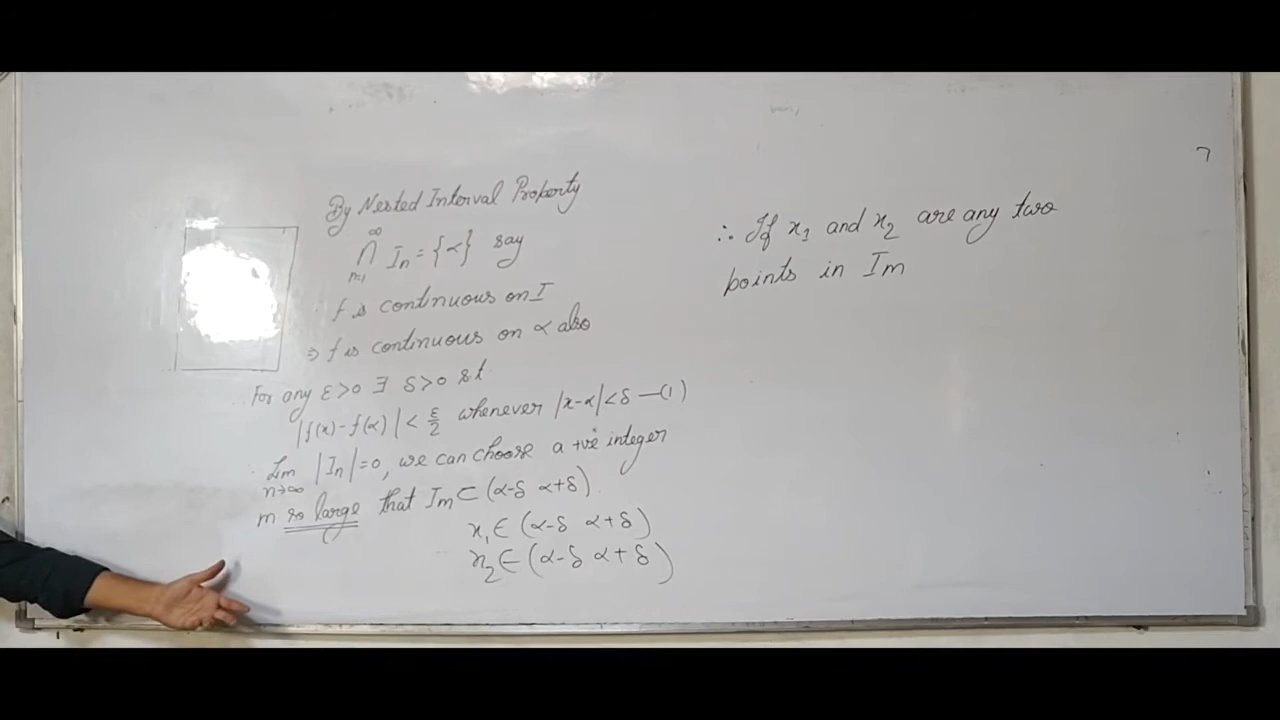 By Nested Interval Property
∞
∩ In = {α} say
n=1
f is continuous on I
⇒ f is continuous on α also
∴ For any ε>0 ∃ δ>0 s.t.
|f(x)-f(α)| < ε/2 whenever |x-α|<δ —(1)
∵ Lim |In|=0, we can choose a +ve integer
n→∞
m so large that Im ⊂ (α-δ α+δ)
x1 ∈ (α-δ α+δ)
x2 ∈ (α-δ α+δ)
∴ If x1 and x2 are any two
points in Im